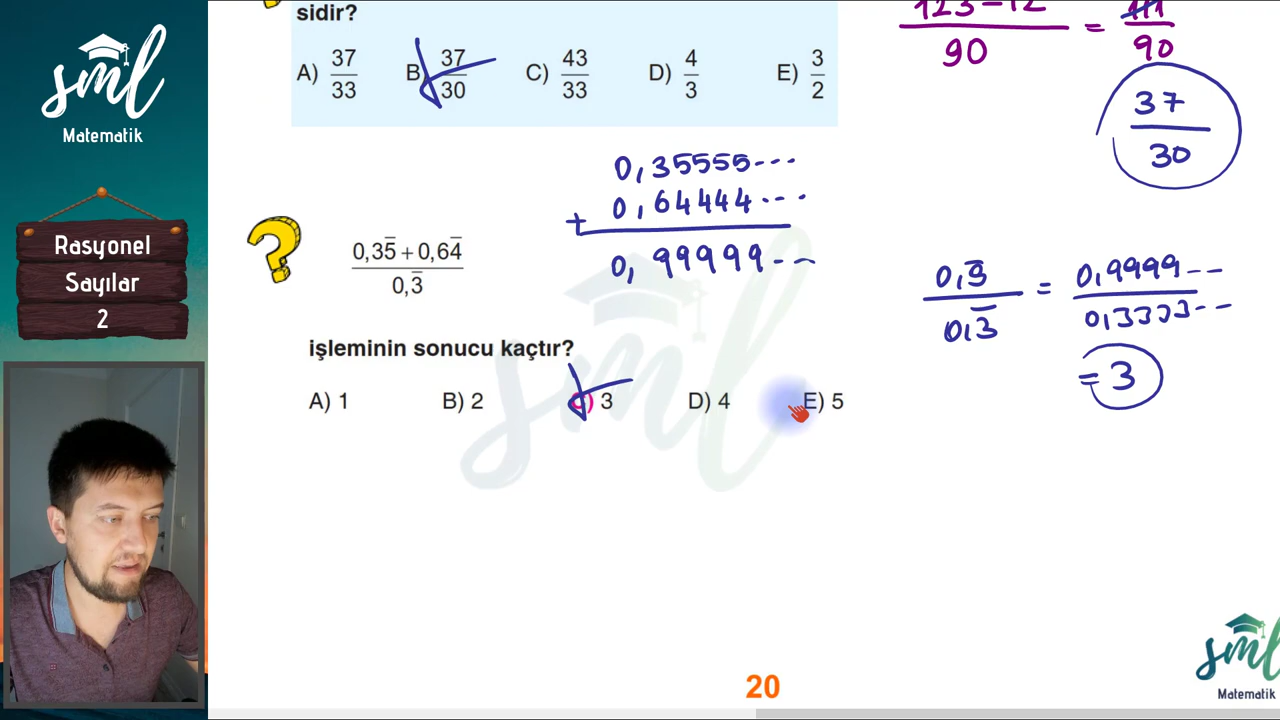 sml
Matematik
Rasyonel
Sayılar
2
sidir?
A) 37/33 B) 37/30 C) 43/33 D) 4/3 E) 3/2
123-12/90 = 111/90
37/30
0,35555...
+ 0,64444...
0,99999...
0,35̅ + 0,64̅
0,3̅
işleminin sonucu kaçtır?
A) 1 B) 2 C) 3 D) 4 E) 5
0,9̅/0,3̅ = 0,9999.../0,3333...
= 3
sml
Matematik
20